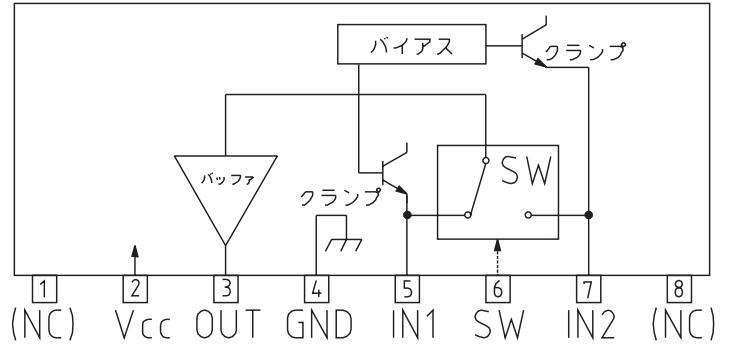 バイアス
クランプ
バッファ
クランプ
SW
1 2 3 4 5 6 7 8
(NC) Vcc OUT GND IN1 SW IN2 (NC)